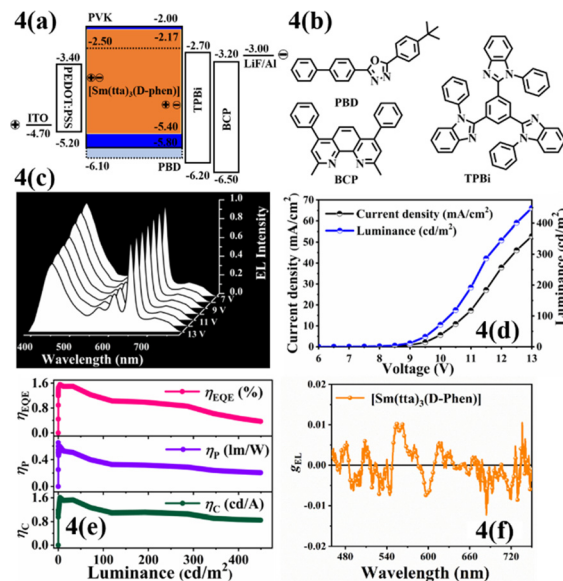 4(a)
PVK
-2.00
-2.17
-2.50
-3.40
PEDOT:PSS
[Sm(tta)3(D-phen)]
ITO
-4.70
-5.20
-5.40
-5.80
-6.10
PBD
-2.70
TPBi
-6.20
-3.20
BCP
-6.50
-3.00
LiF/Al
4(b)
PBD
BCP
TPBi
4(c)
EL Intensity
1.0
0.8
0.6
0.4
0.2
0.0
7 V
9 V
11 V
13 V
400
500
600
700
Wavelength (nm)
Current density (mA/cm²)
Luminance (cd/m²)
4(d)
Current density (mA/cm²)
70
60
50
40
30
20
10
0
6 7 8 9 10 11 12 13
Voltage (V)
400
300
200
100
0
Luminance (cd/m²)
ηEQE (%)
ηEQE
1.6
0.8
0.0
ηP (lm/W)
ηP
0.4
0.0
ηC (cd/A)
ηC
1.6
0.8
0.0
4(e)
0 100 200 300 400
Luminance (cd/m²)
[Sm(tta)3(D-Phen)]
gEL
0.02
0.01
0.00
-0.01
-0.02
4(f)
480 540 600 660 720
Wavelength (nm)